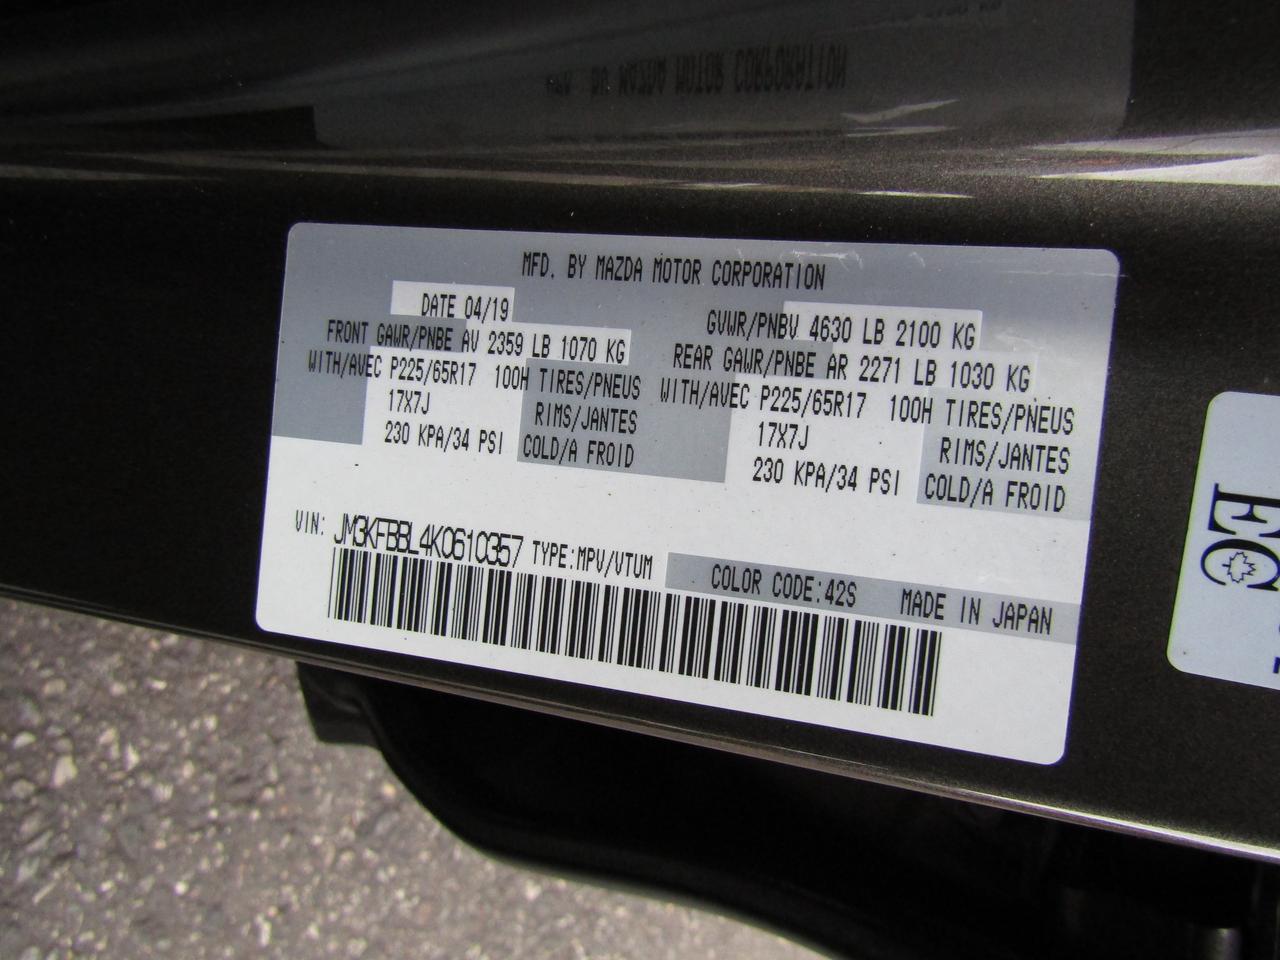 MFD. BY MAZDA MOTOR CORPORATION
DATE 04/19 GVWR/PNBV 4630 LB 2100 KG
FRONT GAWR/PNBE AV 2359 LB 1070 KG REAR GAWR/PNBE AR 2271 LB 1030 KG
WITH/AVEC P225/65R17 100H TIRES/PNEUS WITH/AVEC P225/65R17 100H TIRES/PNEUS
17X7J RIMS/JANTES 17X7J RIMS/JANTES
230 KPA/34 PSI COLD/A FROID 230 KPA/34 PSI COLD/A FROID
VIN: JM3KFBBL4K0610357 TYPE:MPV/VTUM COLOR CODE:42S MADE IN JAPAN